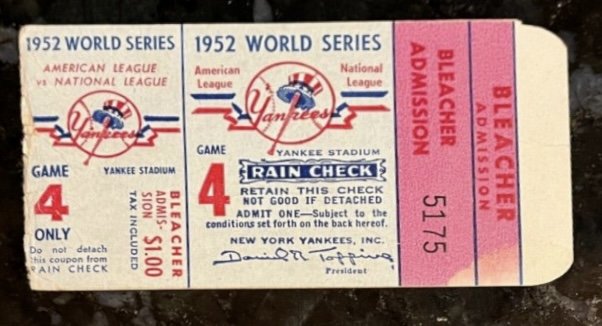 1952 WORLD SERIES
AMERICAN LEAGUE
vs NATIONAL LEAGUE
Yankees
GAME
YANKEE STADIUM
4
ONLY
Do not detach
this coupon from
RAIN CHECK
BLEACHER
ADMIS-
SION $1.00
TAX INCLUDED
1952 WORLD SERIES
American
League
National
League
Yankees
YANKEE STADIUM
GAME
4
RAIN CHECK
RETAIN THIS CHECK
NOT GOOD IF DETACHED
ADMIT ONE—Subject to the
conditions set forth on the back hereof.
NEW YORK YANKEES, INC.
Daniel R Topping
President
BLEACHER
ADMISSION
5175
BLEACHER
ADMISSION